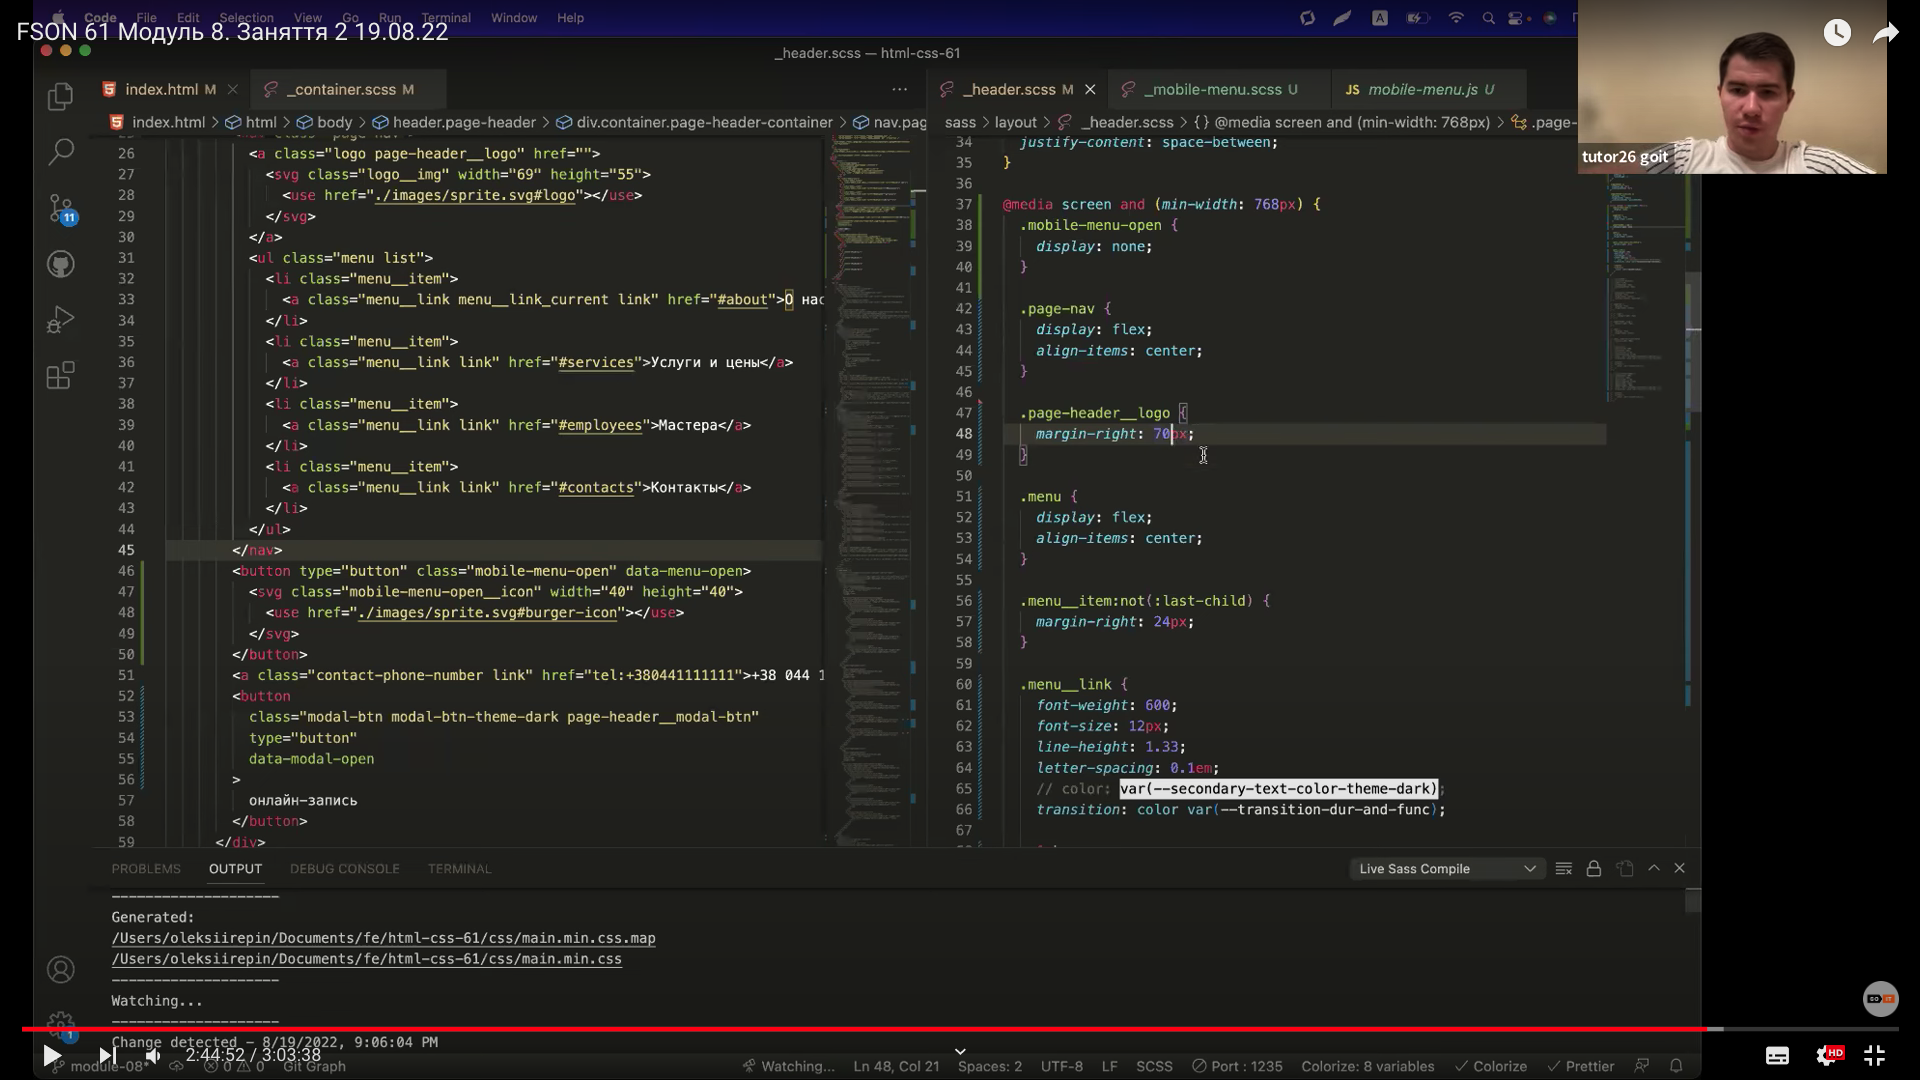 Code File Edit Selection View Go Run Terminal Window Help
FSON 61 Модуль 8. Заняття 2 19.08.22
_header.scss — html-css-61
index.html M
_container.scss M
_header.scss M
_mobile-menu.scss U
JS mobile-menu.js U
index.html > html > body > header.page-header > div.container.page-header-container > nav.pag
sass > layout > _header.scss > {} @media screen and (min-width: 768px) > .page-
tutor26 goit
26 <a class="logo page-header__logo" href="">
27 <svg class="logo__img" width="69" height="55">
28 <use href="./images/sprite.svg#logo"></use>
29 </svg>
30 </a>
31 <ul class="menu list">
32 <li class="menu__item">
33 <a class="menu__link menu__link_current link" href="#about">О нас
34 </li>
35 <li class="menu__item">
36 <a class="menu__link link" href="#services">Услуги и цены</a>
37 </li>
38 <li class="menu__item">
39 <a class="menu__link link" href="#employees">Мастера</a>
40 </li>
41 <li class="menu__item">
42 <a class="menu__link link" href="#contacts">Контакты</a>
43 </li>
44 </ul>
45 </nav>
46 <button type="button" class="mobile-menu-open" data-menu-open>
47 <svg class="mobile-menu-open__icon" width="40" height="40">
48 <use href="./images/sprite.svg#burger-icon"></use>
49 </svg>
50 </button>
51 <a class="contact-phone-number link" href="tel:+380441111111">+38 044 1
52 <button
53 class="modal-btn modal-btn-theme-dark page-header__modal-btn"
54 type="button"
55 data-modal-open
56 >
57 онлайн-запись
58 </button>
59 </div>
34 justify-content: space-between;
35 }
36
37 @media screen and (min-width: 768px) {
38 .mobile-menu-open {
39 display: none;
40 }
41
42 .page-nav {
43 display: flex;
44 align-items: center;
45 }
46
47 .page-header__logo {
48 margin-right: 70px;
49 }
50
51 .menu {
52 display: flex;
53 align-items: center;
54 }
55
56 .menu__item:not(:last-child) {
57 margin-right: 24px;
58 }
59
60 .menu__link {
61 font-weight: 600;
62 font-size: 12px;
63 line-height: 1.33;
64 letter-spacing: 0.1em;
65 // color: var(--secondary-text-color-theme-dark);
66 transition: color var(--transition-dur-and-func);
67
PROBLEMS OUTPUT DEBUG CONSOLE TERMINAL
Live Sass Compile
--------------------
Generated:
/Users/oleksiirepin/Documents/fe/html-css-61/css/main.min.css.map
/Users/oleksiirepin/Documents/fe/html-css-61/css/main.min.css
--------------------
Watching...
--------------------
Change detected - 8/19/2022, 9:06:04 PM
11
1
2:44:52 / 3:03:38
HD
module-08* 0 0 Git Graph
Watching... Ln 48, Col 21 Spaces: 2 UTF-8 LF SCSS Port : 1235 Colorize: 8 variables Colorize Prettier